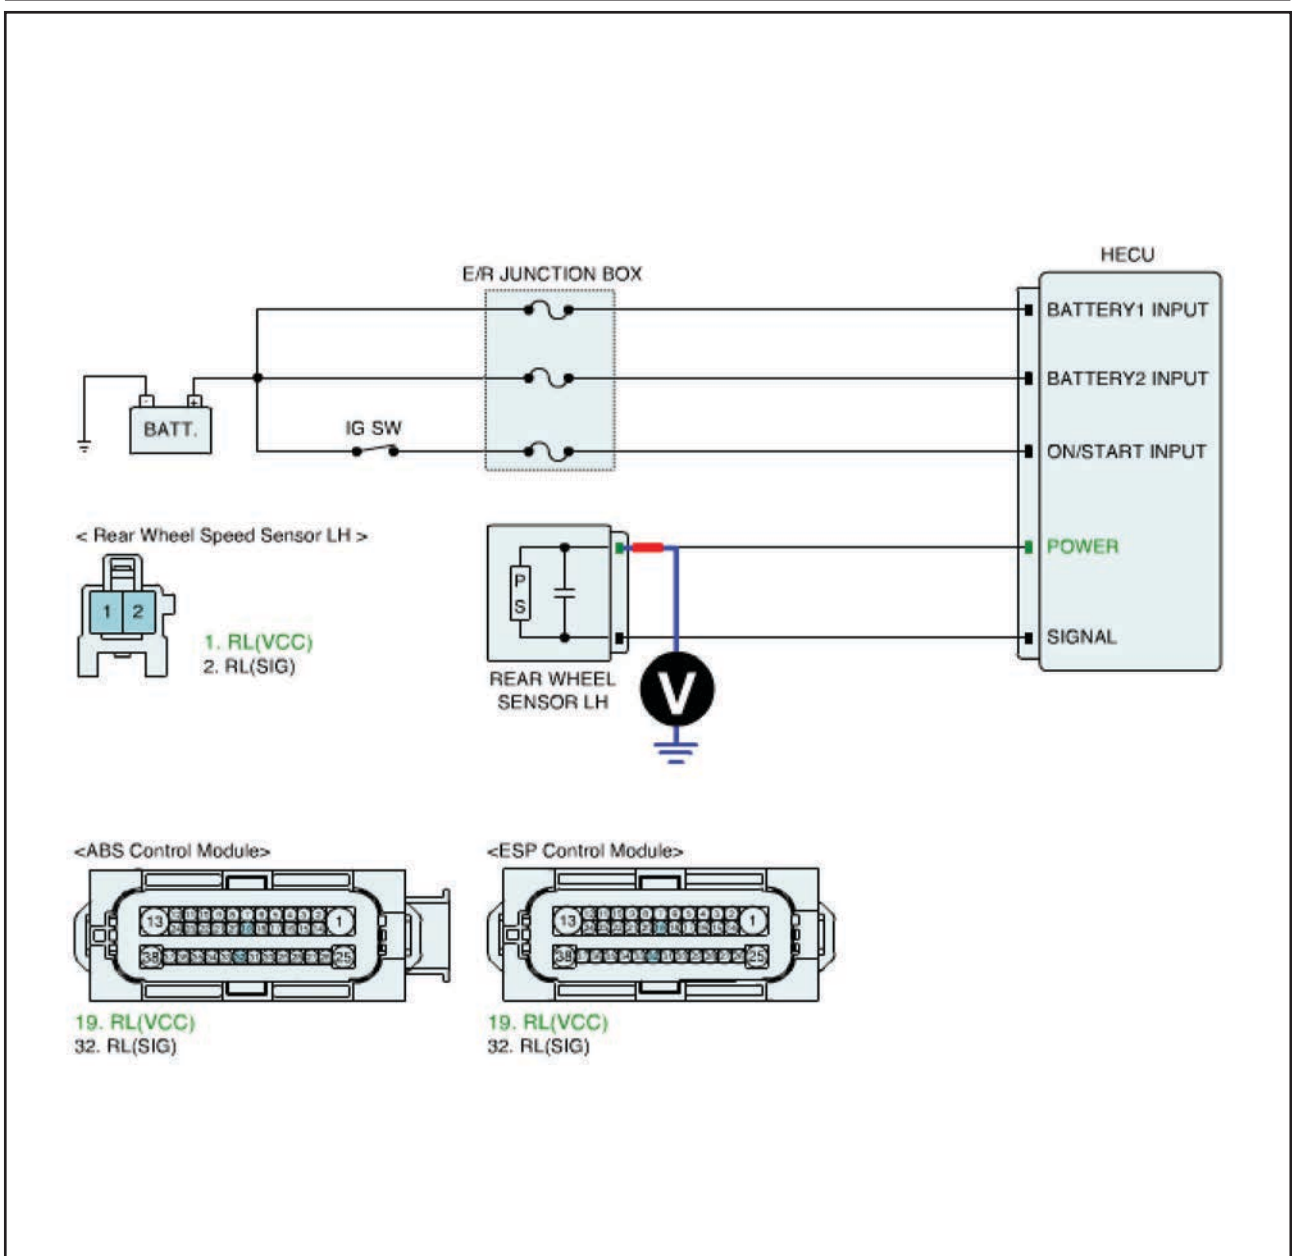 HECU
E/R JUNCTION BOX
BATTERY1 INPUT
BATTERY2 INPUT
- +
BATT.
IG SW
ON/START INPUT
< Rear Wheel Speed Sensor LH >
POWER
P
S
1 2
1. RL(VCC)
2. RL(SIG)
SIGNAL
REAR WHEEL
SENSOR LH
V
<ABS Control Module>
<ESP Control Module>
13 1
38 25
13 1
38 25
19. RL(VCC)
32. RL(SIG)
19. RL(VCC)
32. RL(SIG)